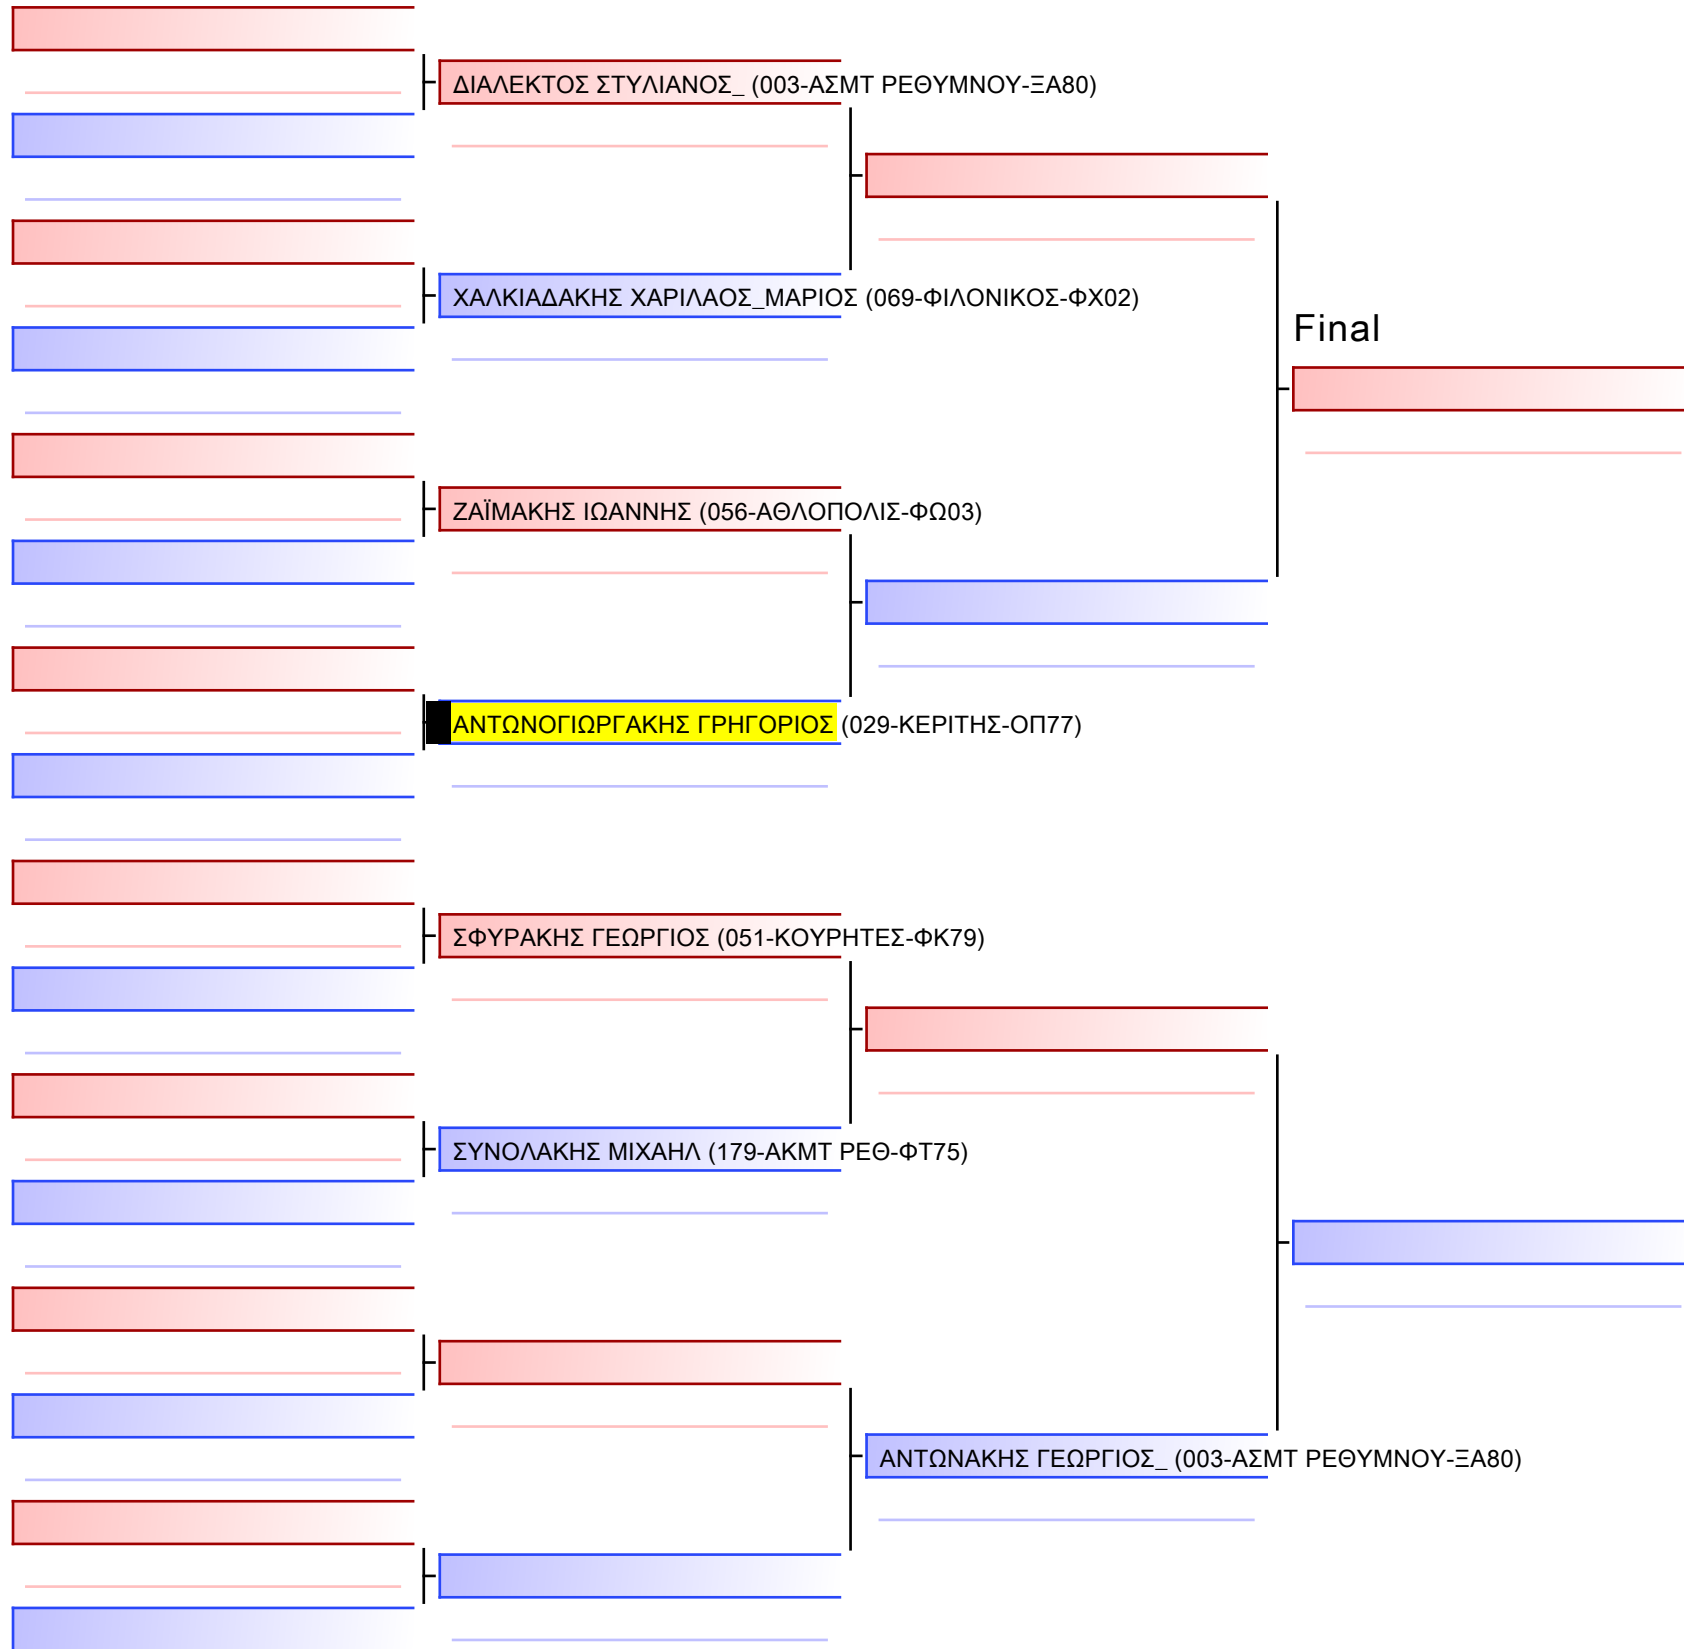 ΔΙΑΛΕΚΤΟΣ ΣΤΥΛΙΑΝΟΣ_ (003-ΑΣΜΤ ΡΕΘΥΜΝΟΥ-ΞΑ80)
ΧΑΛΚΙΑΔΑΚΗΣ ΧΑΡΙΛΑΟΣ_ΜΑΡΙΟΣ (069-ΦΙΛΟΝΙΚΟΣ-ΦΧ02)
Final
ΖΑΪΜΑΚΗΣ ΙΩΑΝΝΗΣ (056-ΑΘΛΟΠΟΛΙΣ-ΦΩ03)
ΑΝΤΩΝΟΓΙΩΡΓΑΚΗΣ ΓΡΗΓΟΡΙΟΣ (029-ΚΕΡΙΤΗΣ-ΟΠ77)
ΣΦΥΡΑΚΗΣ ΓΕΩΡΓΙΟΣ (051-ΚΟΥΡΗΤΕΣ-ΦΚ79)
ΣΥΝΟΛΑΚΗΣ ΜΙΧΑΗΛ (179-ΑΚΜΤ ΡΕΘ-ΦΤ75)
ΑΝΤΩΝΑΚΗΣ ΓΕΩΡΓΙΟΣ_ (003-ΑΣΜΤ ΡΕΘΥΜΝΟΥ-ΞΑ80)